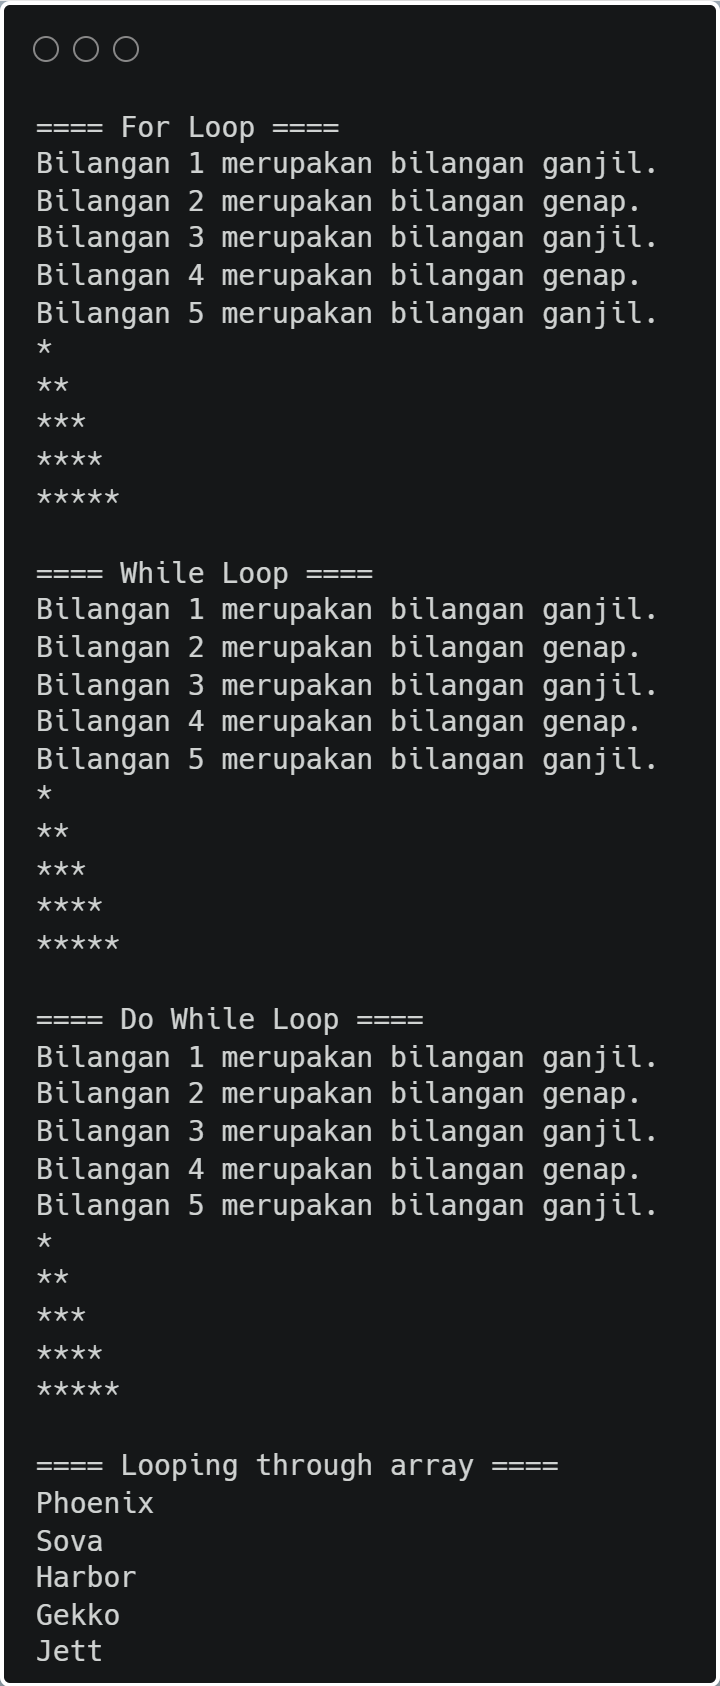 ==== For Loop ====
Bilangan 1 merupakan bilangan ganjil.
Bilangan 2 merupakan bilangan genap.
Bilangan 3 merupakan bilangan ganjil.
Bilangan 4 merupakan bilangan genap.
Bilangan 5 merupakan bilangan ganjil.
*
**
***
****
*****
==== While Loop ====
Bilangan 1 merupakan bilangan ganjil.
Bilangan 2 merupakan bilangan genap.
Bilangan 3 merupakan bilangan ganjil.
Bilangan 4 merupakan bilangan genap.
Bilangan 5 merupakan bilangan ganjil.
*
**
***
****
*****
==== Do While Loop ====
Bilangan 1 merupakan bilangan ganjil.
Bilangan 2 merupakan bilangan genap.
Bilangan 3 merupakan bilangan ganjil.
Bilangan 4 merupakan bilangan genap.
Bilangan 5 merupakan bilangan ganjil.
*
**
***
****
*****
==== Looping through array ====
Phoenix
Sova
Harbor
Gekko
Jett